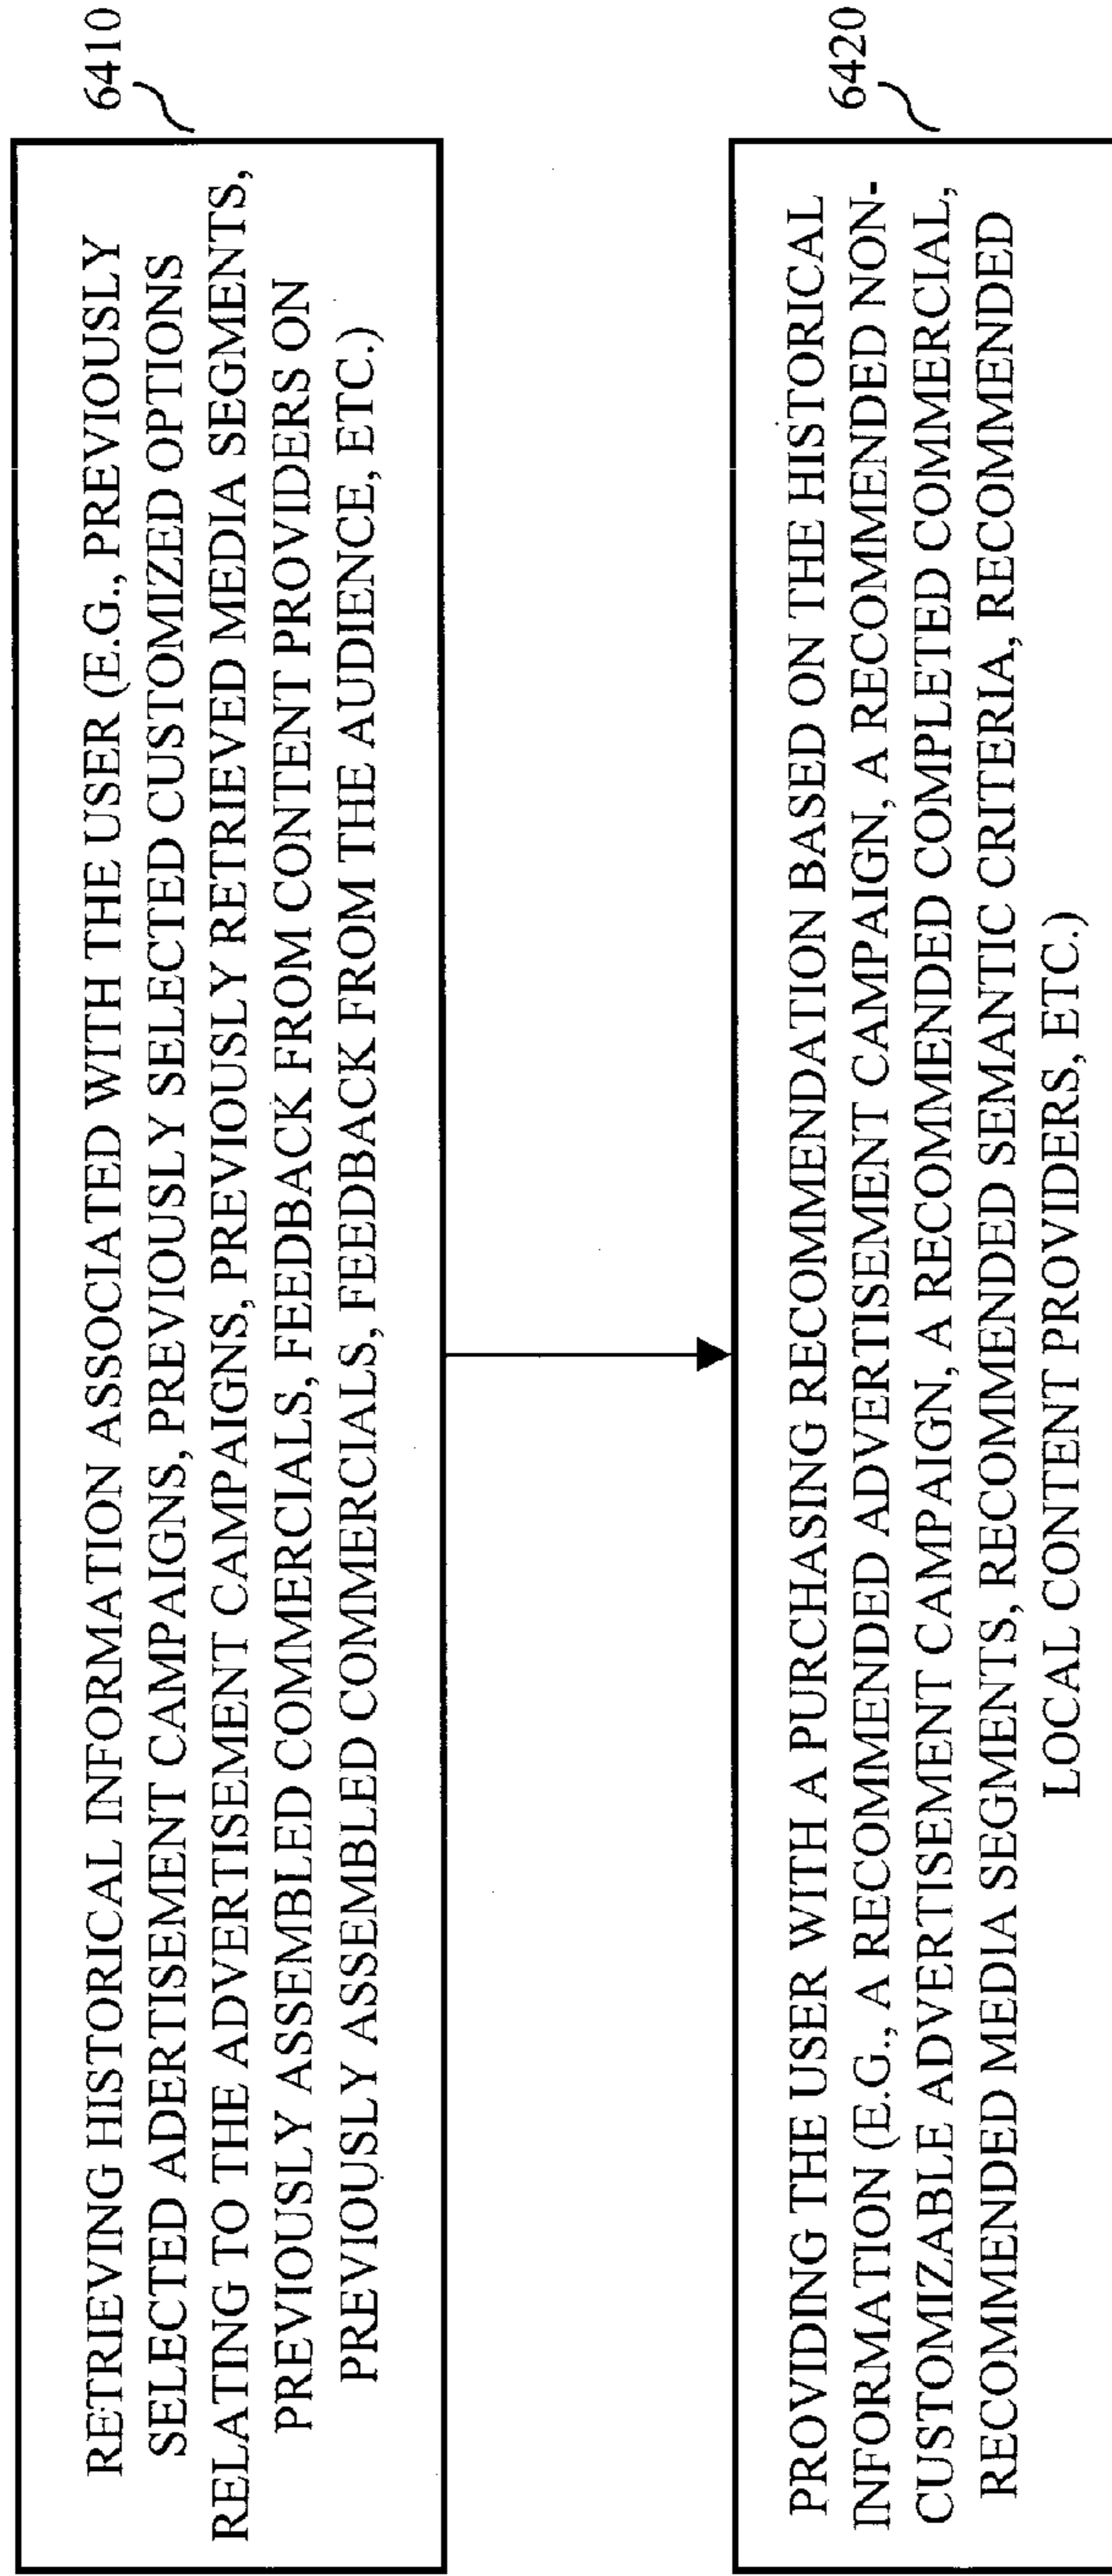 RETRIEVING HISTORICAL INFORMATION ASSOCIATED WITH THE USER (E.G., PREVIOUSLY
SELECTED ADERTISEMENT CAMPAIGNS, PREVIOUSLY SELECTED CUSTOMIZED OPTIONS
RELATING TO THE ADVERTISEMENT CAMPAIGNS, PREVIOUSLY RETRIEVED MEDIA SEGMENTS,
PREVIOUSLY ASSEMBLED COMMERCIALS, FEEDBACK FROM CONTENT PROVIDERS ON
PREVIOUSLY ASSEMBLED COMMERCIALS, FEEDBACK FROM THE AUDIENCE, ETC.)
6410
PROVIDING THE USER WITH A PURCHASING RECOMMENDATION BASED ON THE HISTORICAL
INFORMATION (E.G., A RECOMMENDED ADVERTISEMENT CAMPAIGN, A RECOMMENDED NON-
CUSTOMIZABLE ADVERTISEMENT CAMPAIGN, A RECOMMENDED COMPLETED COMMERCIAL,
RECOMMENDED MEDIA SEGMENTS, RECOMMENDED SEMANTIC CRITERIA, RECOMMENDED
LOCAL CONTENT PROVIDERS, ETC.)
6420